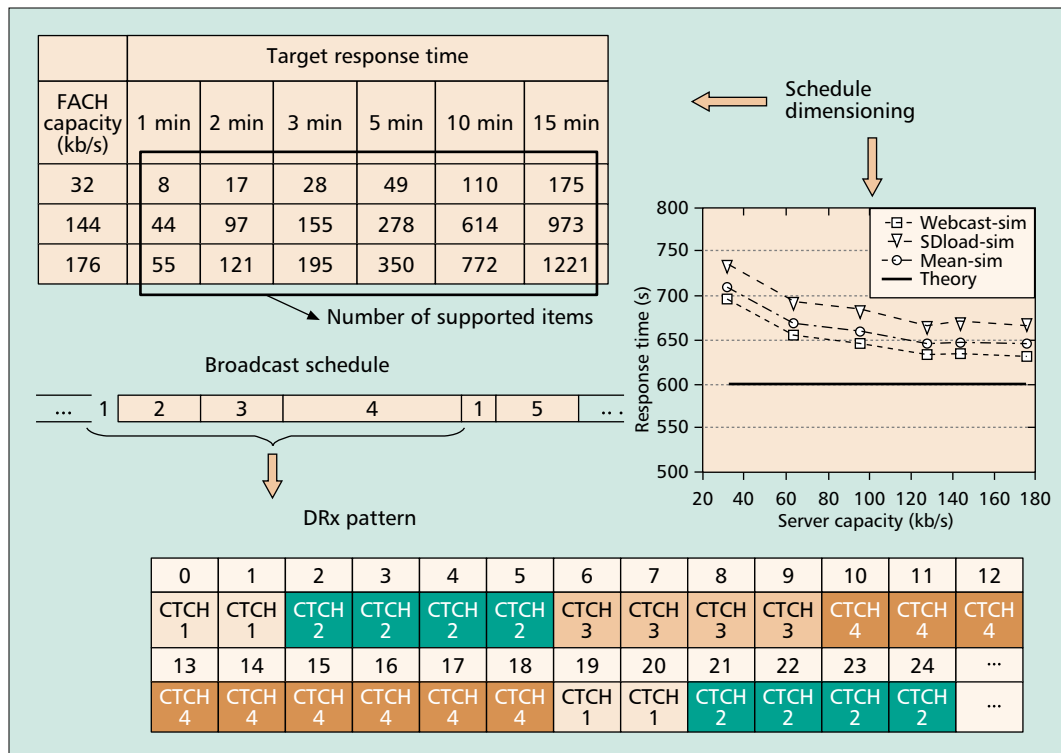 Target response time
FACH
capacity
(kb/s)
1 min 2 min 3 min 5 min 10 min 15 min
32 8 17 28 49 110 175
144 44 97 155 278 614 973
176 55 121 195 350 772 1221
Number of supported items
Schedule
dimensioning
800
750
700
650
600
550
500
Response time (s)
Webcast-sim
SDload-sim
Mean-sim
Theory
20 40 60 80 100 120 140 160 180
Server capacity (kb/s)
Broadcast schedule
... 1 2 3 4 1 5 ...
DRx pattern
0 1 2 3 4 5 6 7 8 9 10 11 12
CTCH CTCH CTCH CTCH CTCH CTCH CTCH CTCH CTCH CTCH CTCH CTCH CTCH
1 1 2 2 2 2 3 3 3 3 4 4 4
13 14 15 16 17 18 19 20 21 22 23 24 ...
CTCH CTCH CTCH CTCH CTCH CTCH CTCH CTCH CTCH CTCH CTCH CTCH ...
4 4 4 4 4 4 1 1 2 2 2 2